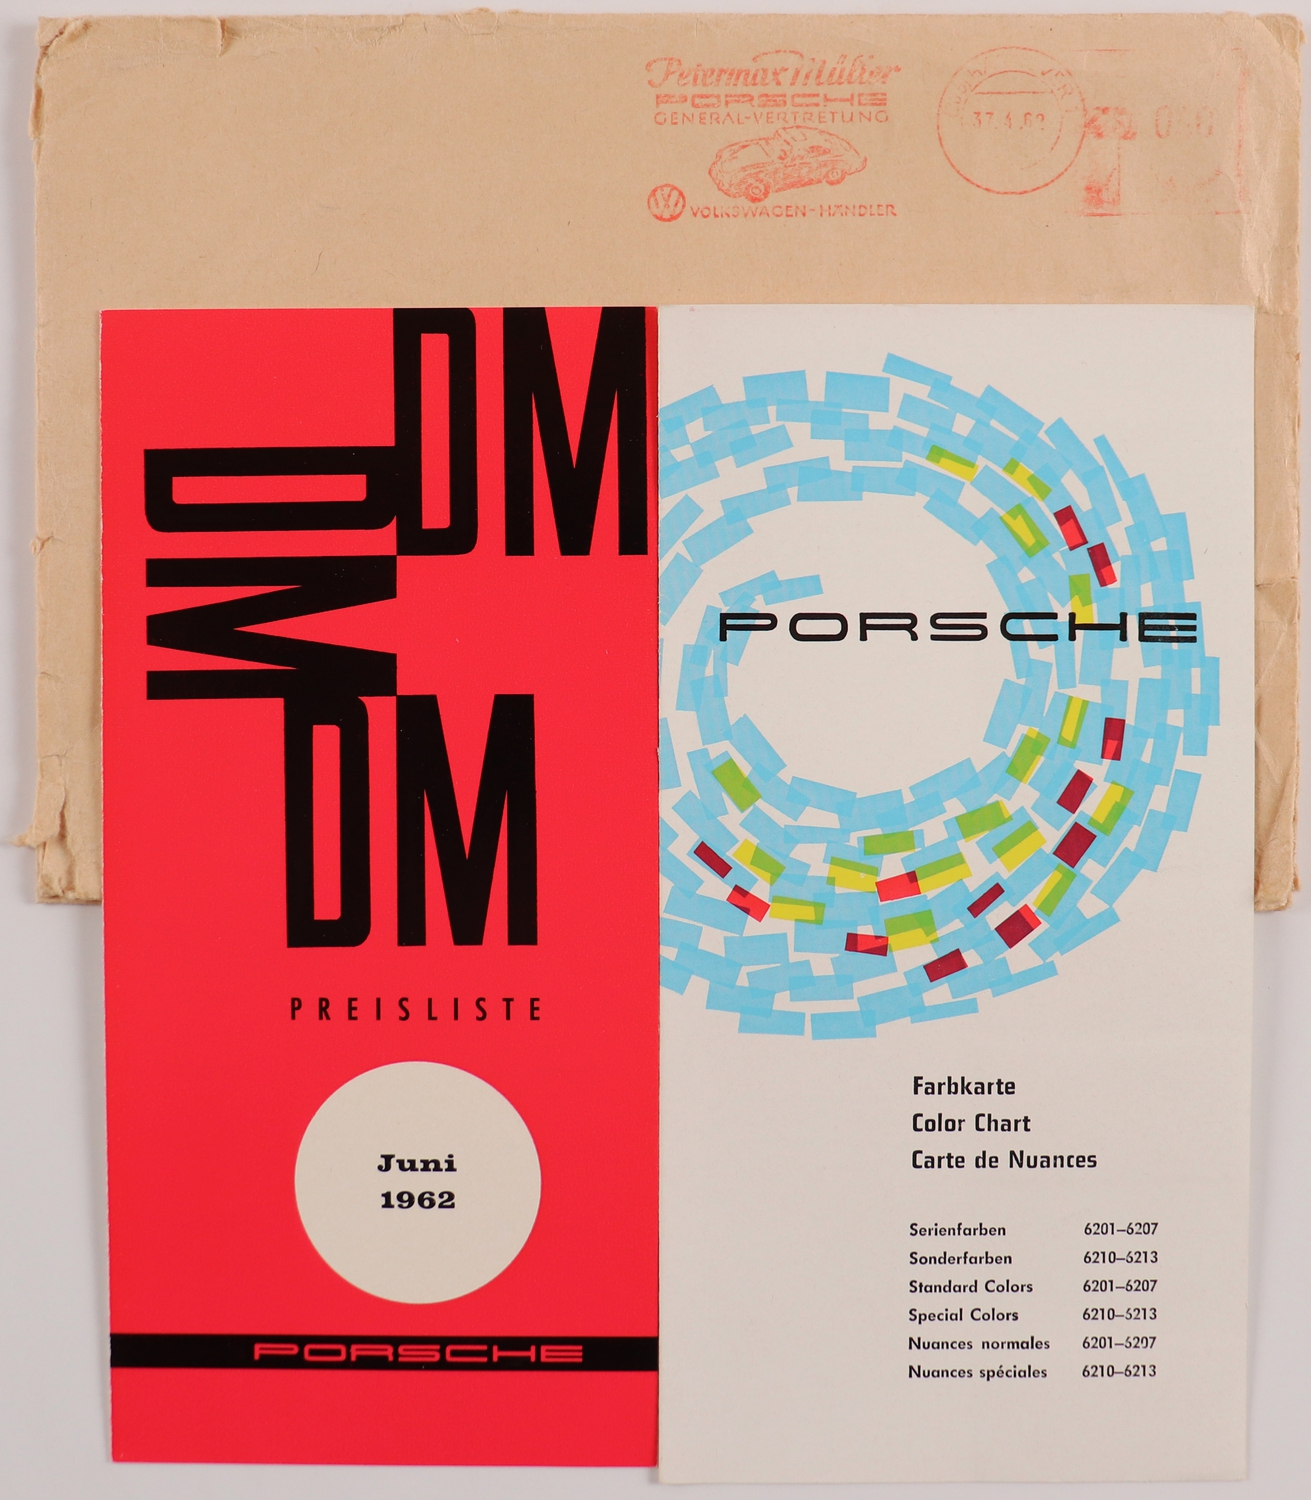 Petermax Müller
PORSCHE
GENERAL-VERTRETUNG
VW VOLKSWAGEN-HÄNDLER
DM
DM
DM
PREISLISTE
Juni
1962
PORSCHE
PORSCHE
Farbkarte
Color Chart
Carte de Nuances
Serienfarben 6201–6207
Sonderfarben 6210–6213
Standard Colors 6201–6207
Special Colors 6210–6213
Nuances normales 6201–6207
Nuances spéciales 6210–6213